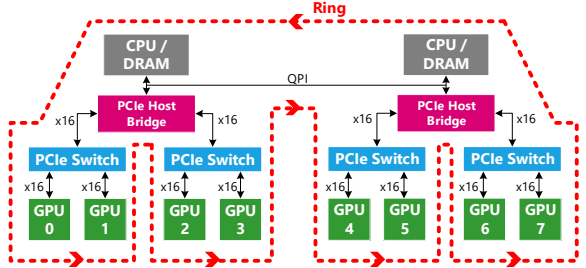 Ring
CPU /
DRAM
CPU /
DRAM
QPI
PCIe Host
Bridge
PCIe Host
Bridge
x16
x16
x16
x16
PCIe Switch
PCIe Switch
PCIe Switch
PCIe Switch
x16
x16
x16
x16
x16
x16
x16
x16
GPU
0
GPU
1
GPU
2
GPU
3
GPU
4
GPU
5
GPU
6
GPU
7